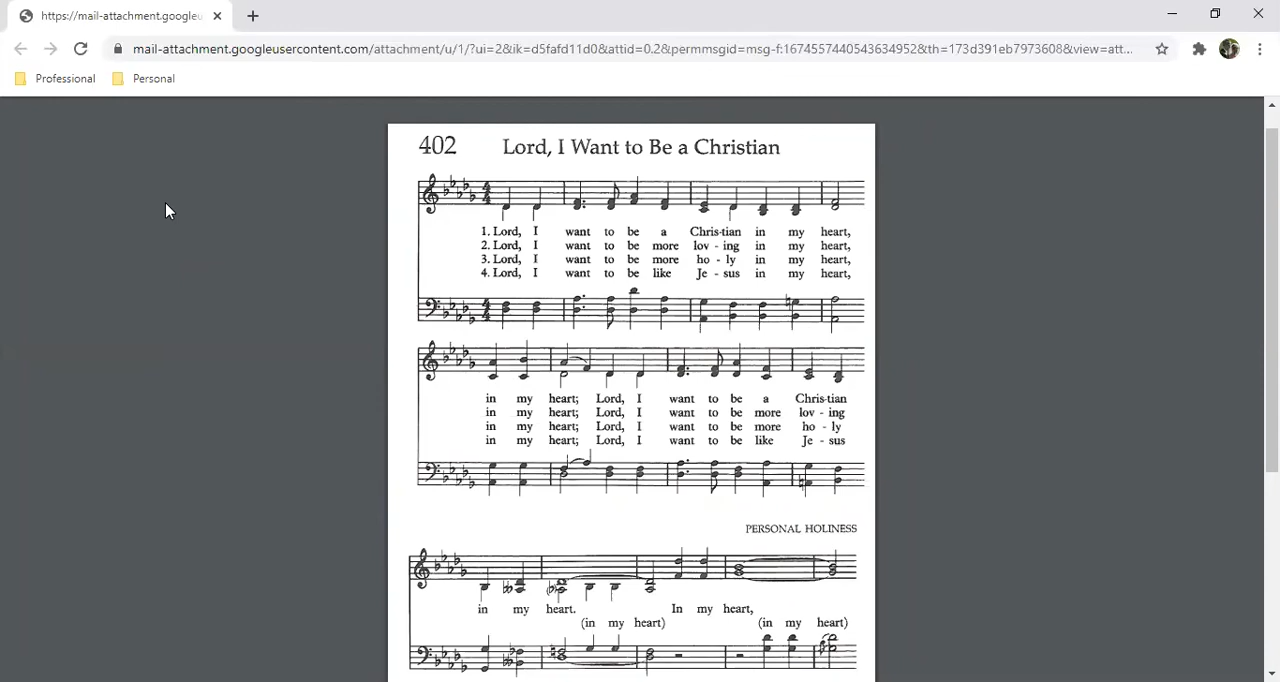 https://mail-attachment.googleu
mail-attachment.googleusercontent.com/attachment/u/1/?ui=2&ik=d5fafd11d0&attid=0.2&permmsgid=msg-f:1674557440543634952&th=173d391eb7973608&view=att...
Professional Personal
402 Lord, I Want to Be a Christian
1. Lord, I want to be a Chris-tian in my heart,
2. Lord, I want to be more lov - ing in my heart,
3. Lord, I want to be more ho - ly in my heart,
4. Lord, I want to be like Je - sus in my heart,
in my heart; Lord, I want to be a Chris-tian
in my heart; Lord, I want to be more lov - ing
in my heart; Lord, I want to be more ho - ly
in my heart; Lord, I want to be like Je - sus
PERSONAL HOLINESS
in my heart. In my heart,
(in my heart) (in my heart)